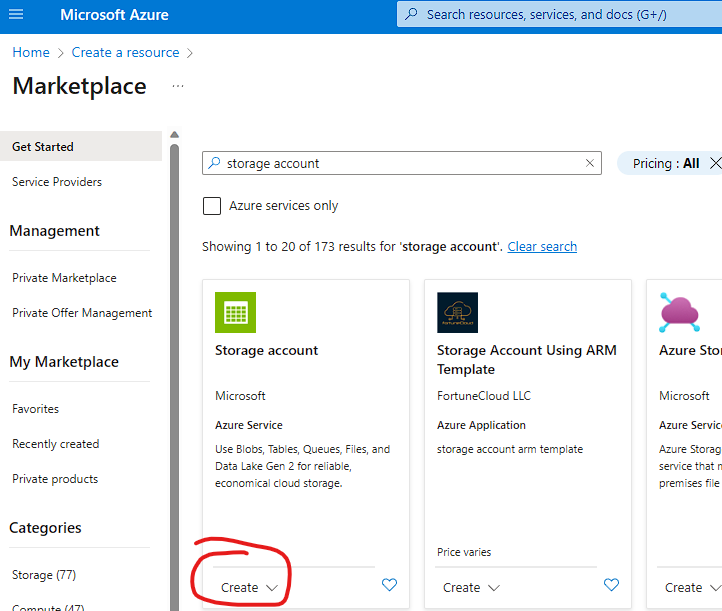 Microsoft Azure
Search resources, services, and docs (G+/)
Home > Create a resource >
Marketplace ...
Get Started
Service Providers
Management
Private Marketplace
Private Offer Management
My Marketplace
Favorites
Recently created
Private products
Categories
Storage (77)
Compute (47)
storage account
Pricing : All
Azure services only
Showing 1 to 20 of 173 results for 'storage account'. Clear search
Storage account
Microsoft
Azure Service
Use Blobs, Tables, Queues, Files, and
Data Lake Gen 2 for reliable,
economical cloud storage.
Create
FortuneCloud
Storage Account Using ARM
Template
FortuneCloud LLC
Azure Application
storage account arm template
Price varies
Create
Azure Stor
Microsoft
Azure Servic
Azure Storag
service that
premises file
Create